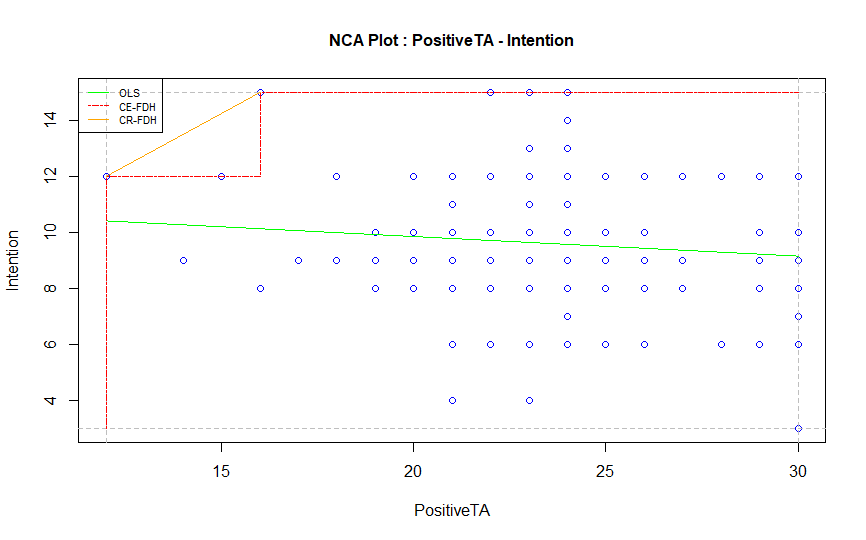 NCA Plot : PositiveTA - Intention
OLS
CE-FDH
CR-FDH
Intention
14
12
10
8
6
4
15
20
25
30
PositiveTA